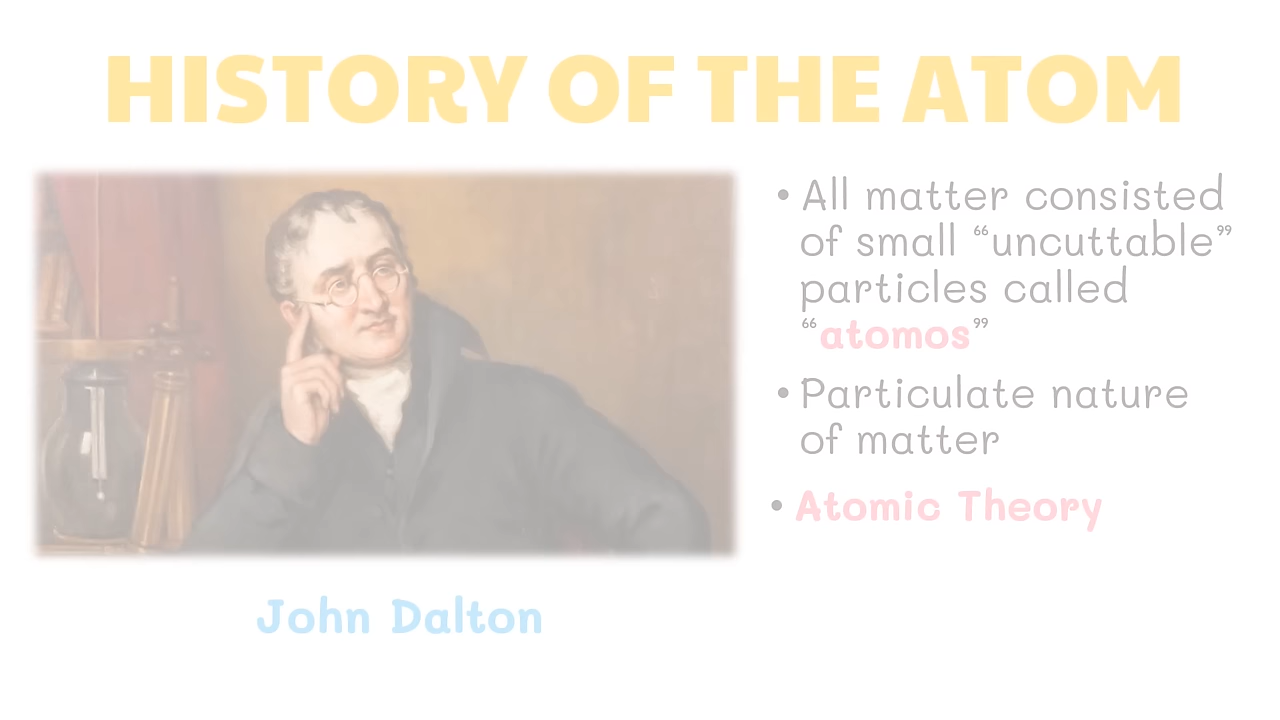 HISTORY OF THE ATOM
• All matter consisted
of small “uncuttable”
particles called
“atomos”
• Particulate nature
of matter
• Atomic Theory
John Dalton